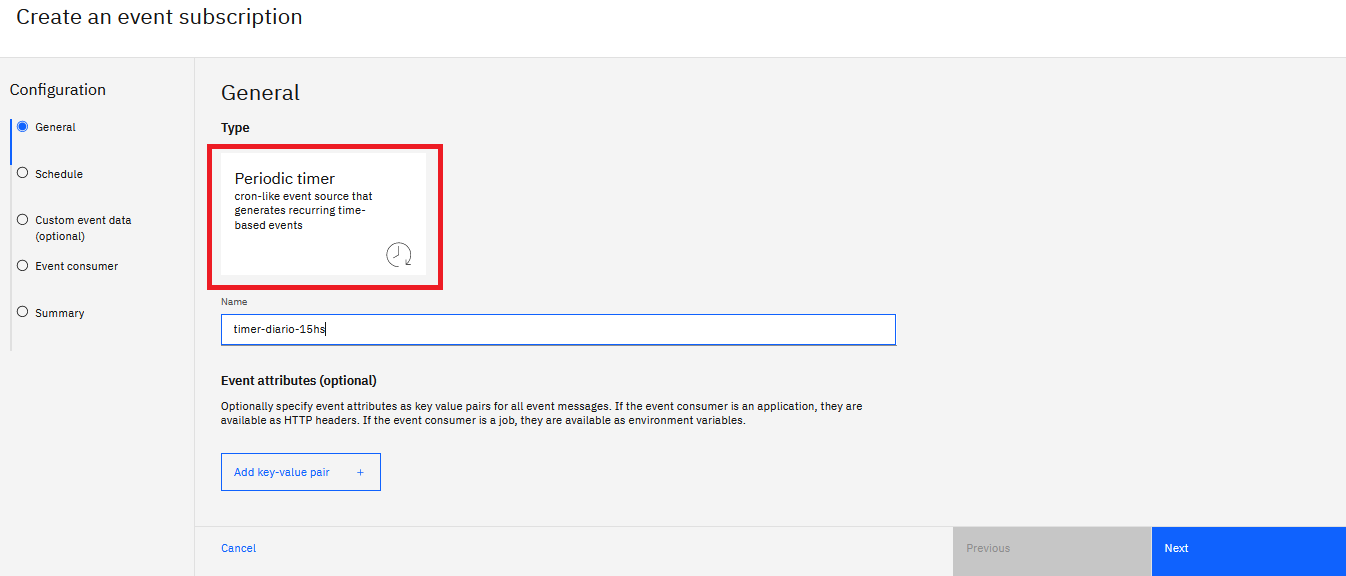 Create an event subscription
Configuration
General
Schedule
Custom event data
(optional)
Event consumer
Summary
General
Type
Periodic timer
cron-like event source that
generates recurring time-
based events
Name
timer-diario-15hs
Event attributes (optional)
Optionally specify event attributes as key value pairs for all event messages. If the event consumer is an application, they are
available as HTTP headers. If the event consumer is a job, they are available as environment variables.
Add key-value pair +
Cancel
Previous
Next